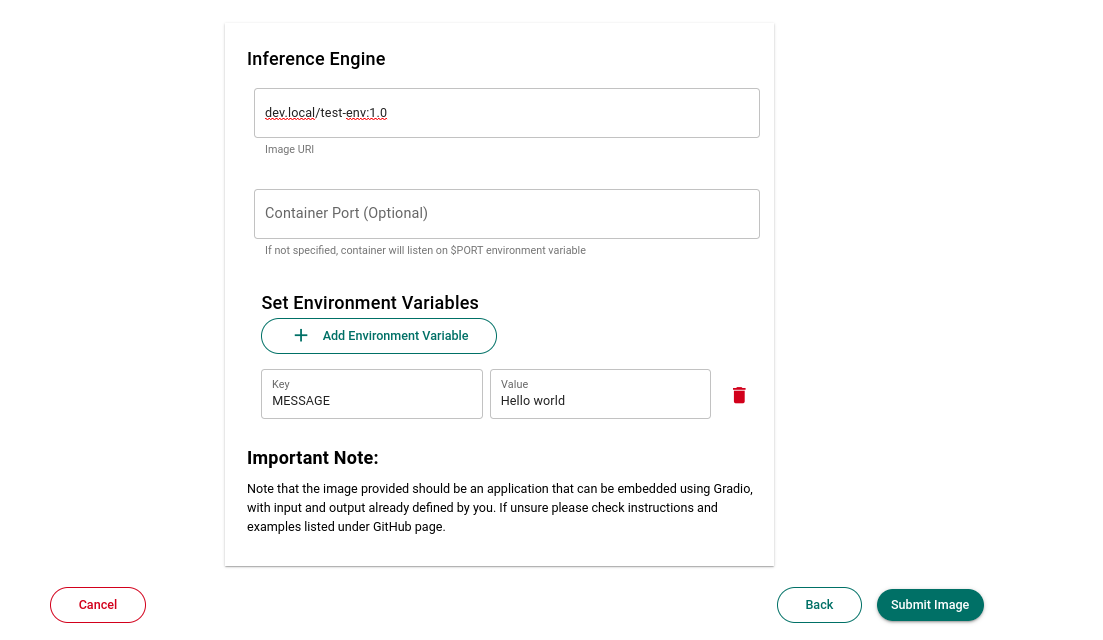 Inference Engine
dev.local/test-env:1.0
Image URI
Container Port (Optional)
If not specified, container will listen on $PORT environment variable
Set Environment Variables
Add Environment Variable
Key
MESSAGE
Value
Hello world
Important Note:
Note that the image provided should be an application that can be embedded using Gradio,
with input and output already defined by you. If unsure please check instructions and
examples listed under GitHub page.
Cancel
Back
Submit Image